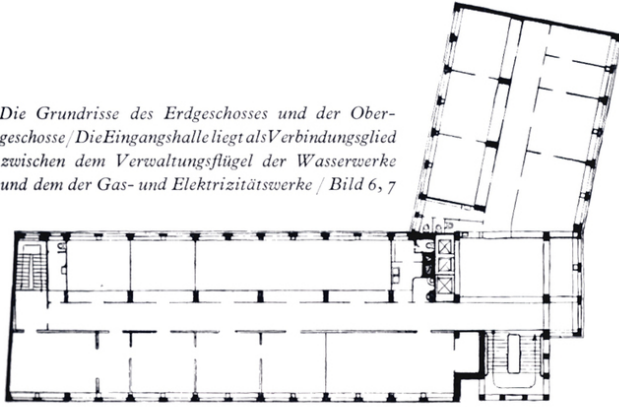 Die Grundrisse des Erdgeschosses und der Ober-
geschosse / Die Eingangshalle liegt als Verbindungsglied
zwischen dem Verwaltungsflügel der Wasserwerke
und dem der Gas- und Elektrizitätswerke / Bild 6, 7